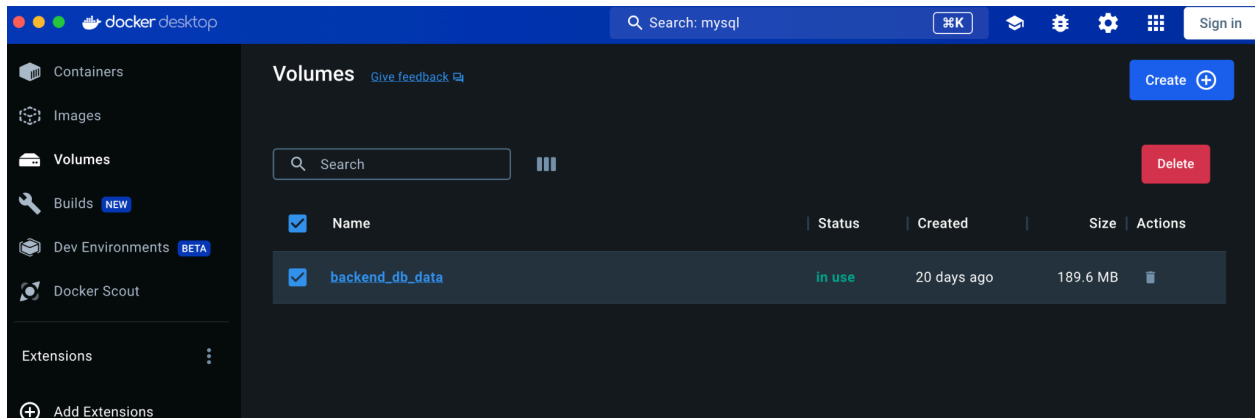 docker desktop
Search: mysql
⌘K
Sign in
Containers
Images
Volumes
Builds NEW
Dev Environments BETA
Docker Scout
Extensions
Add Extensions
Volumes Give feedback
Create
Search
Delete
Name Status Created Size Actions
backend_db_data in use 20 days ago 189.6 MB